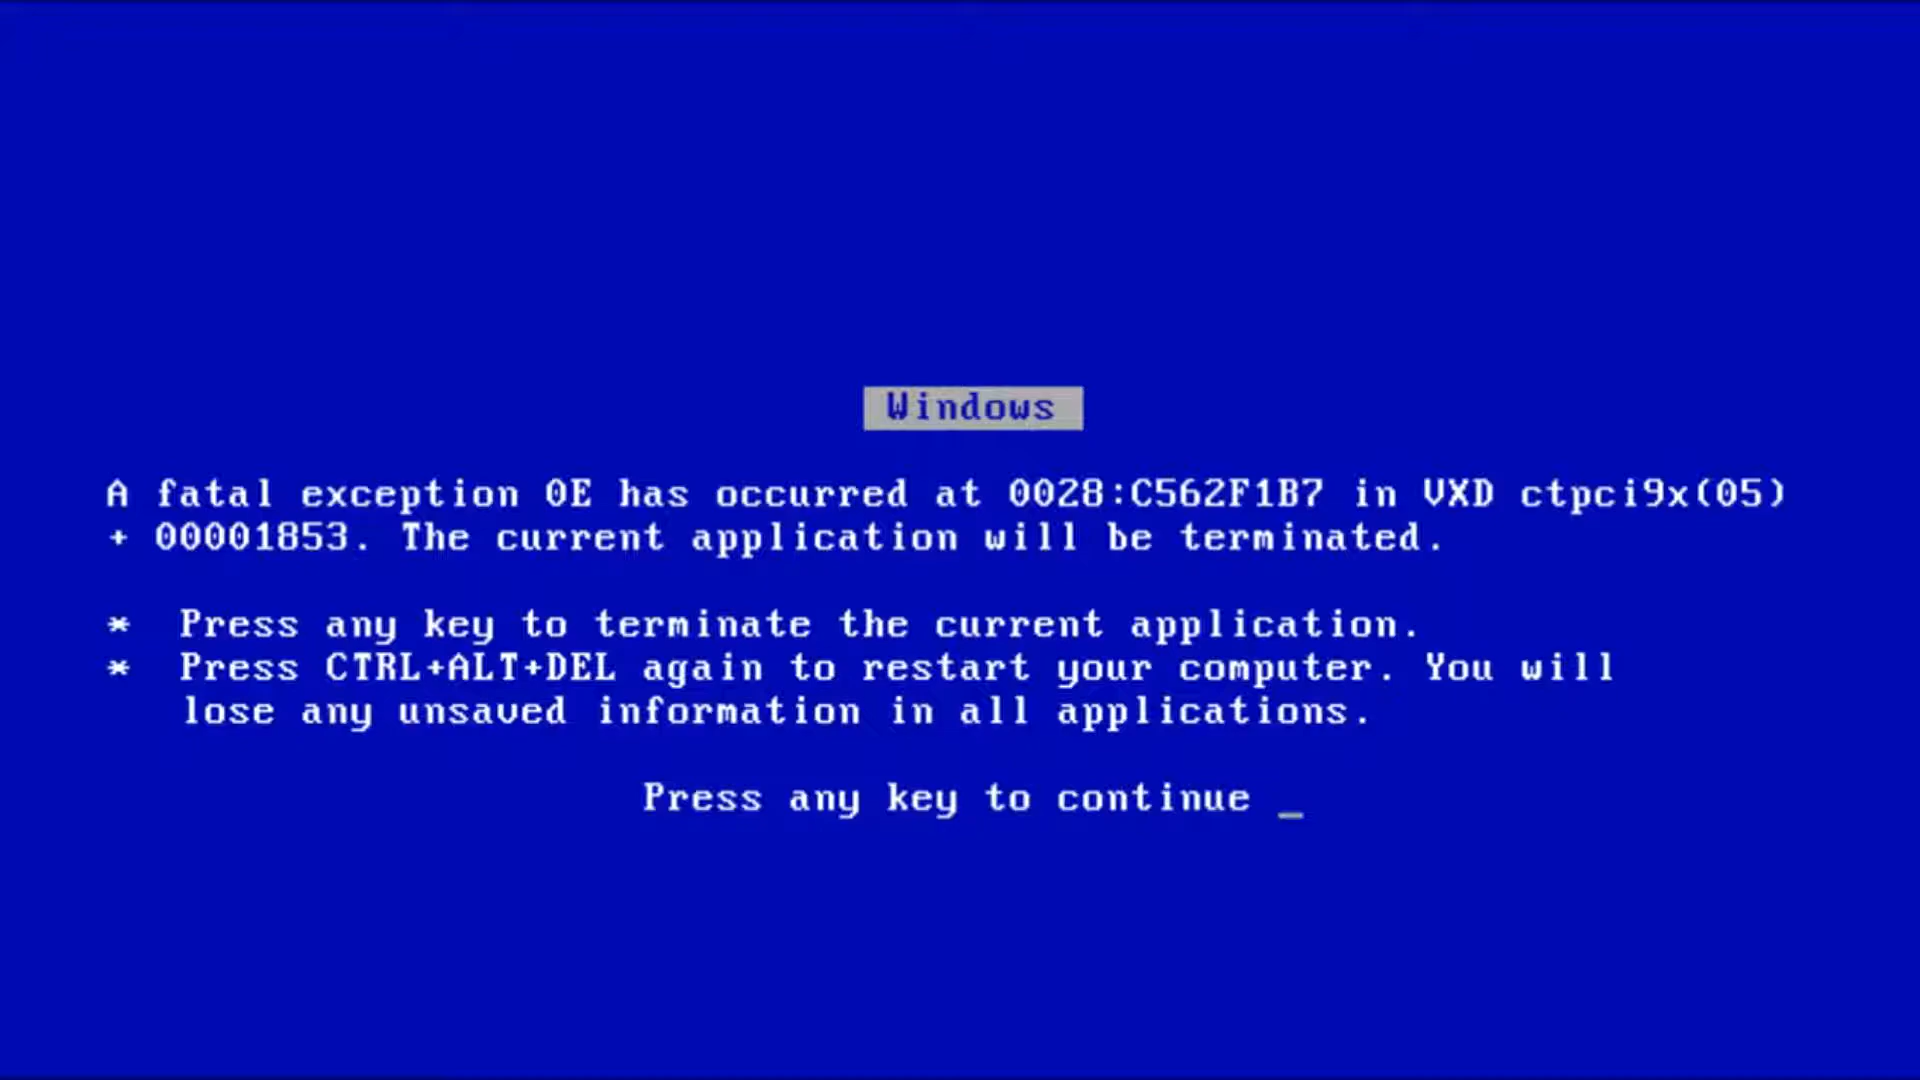 Windows
A fatal exception 0E has occurred at 0028:C562F1B7 in VXD ctpci9x(05)
+ 00001853. The current application will be terminated.
* Press any key to terminate the current application.
* Press CTRL+ALT+DEL again to restart your computer. You will
lose any unsaved information in all applications.
Press any key to continue _